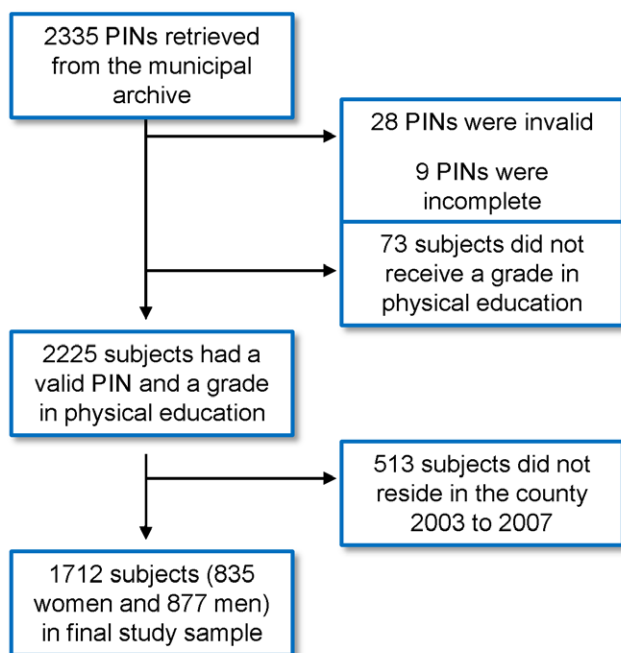 2335 PINs retrieved
from the municipal
archive
28 PINs were invalid
9 PINs were
incomplete
73 subjects did not
receive a grade in
physical education
2225 subjects had a
valid PIN and a grade
in physical education
513 subjects did not
reside in the county
2003 to 2007
1712 subjects (835
women and 877 men)
in final study sample